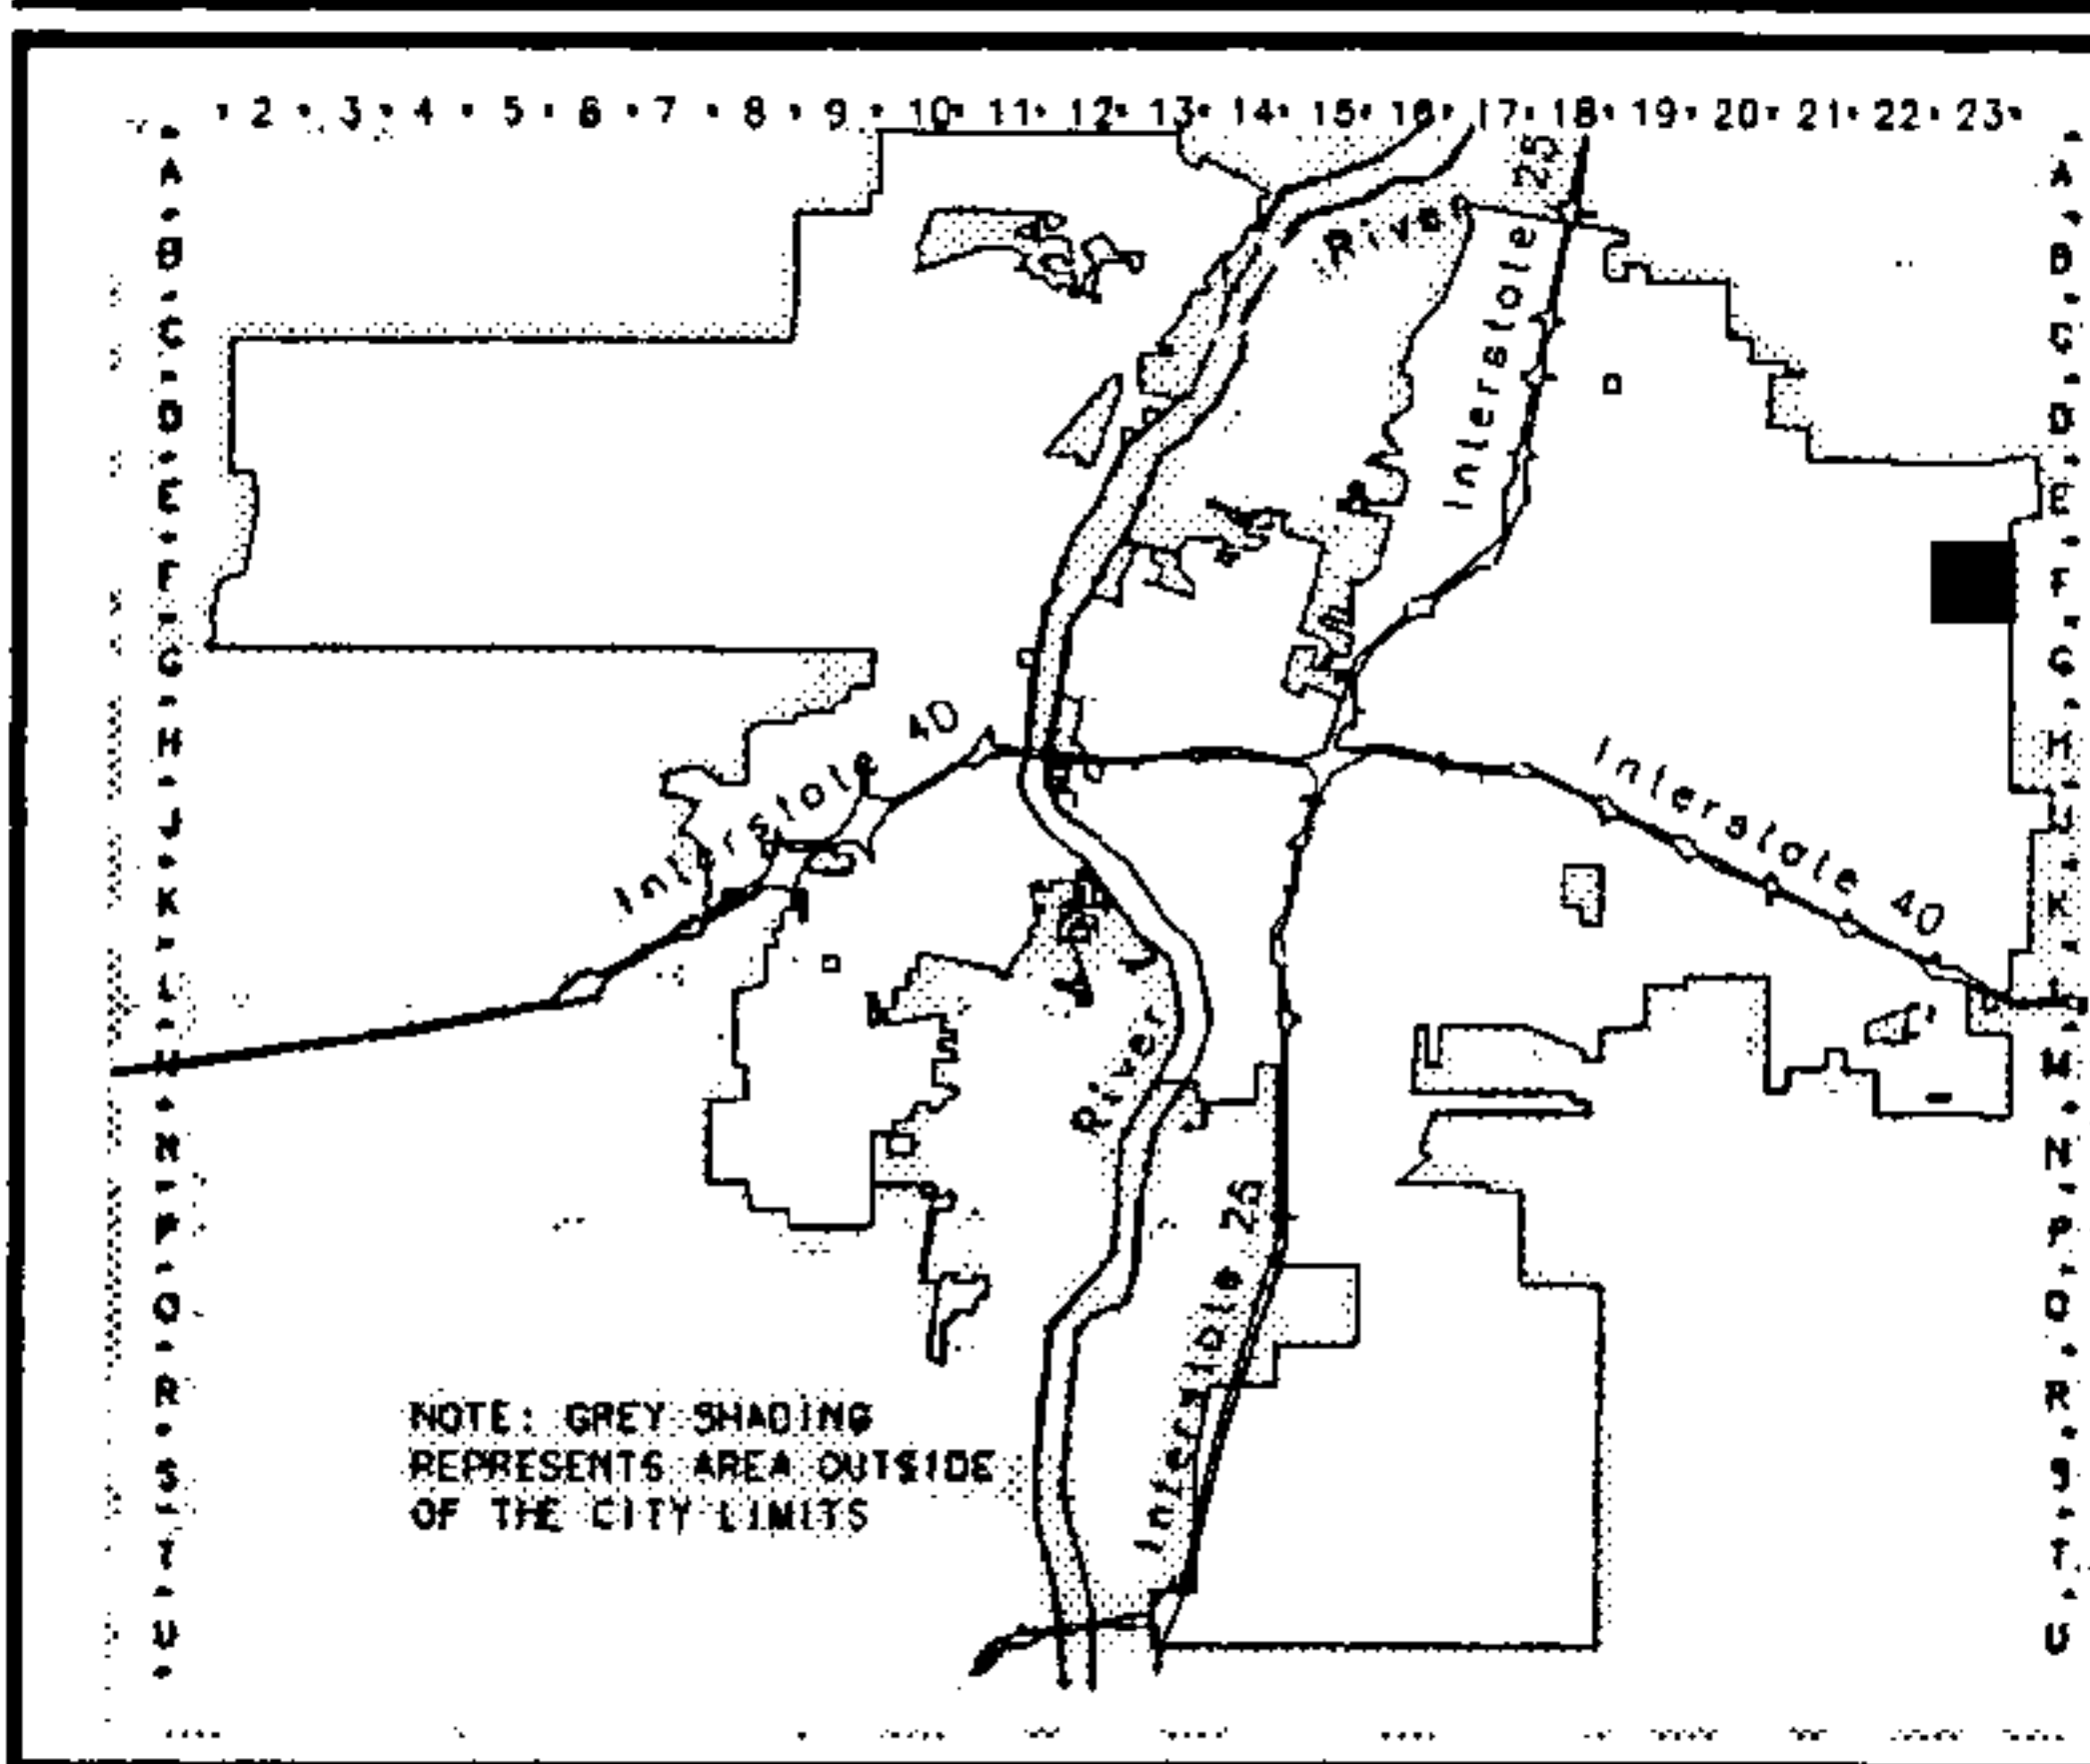 2 3 4 5 6 7 8 9 10 11 12 13 14 15 16 17 18 19 20 21 22 23
A A
B B
C C
D D
E E
F F
G G
H H
J J
K K
L L
M M
N N
P P
Q Q
R R
S S
T T
U U
Interstate 25
River
Interstate 40
Interstate 40
River
Interstate 25
NOTE: GREY SHADING
REPRESENTS AREA OUTSIDE
OF THE CITY LIMITS